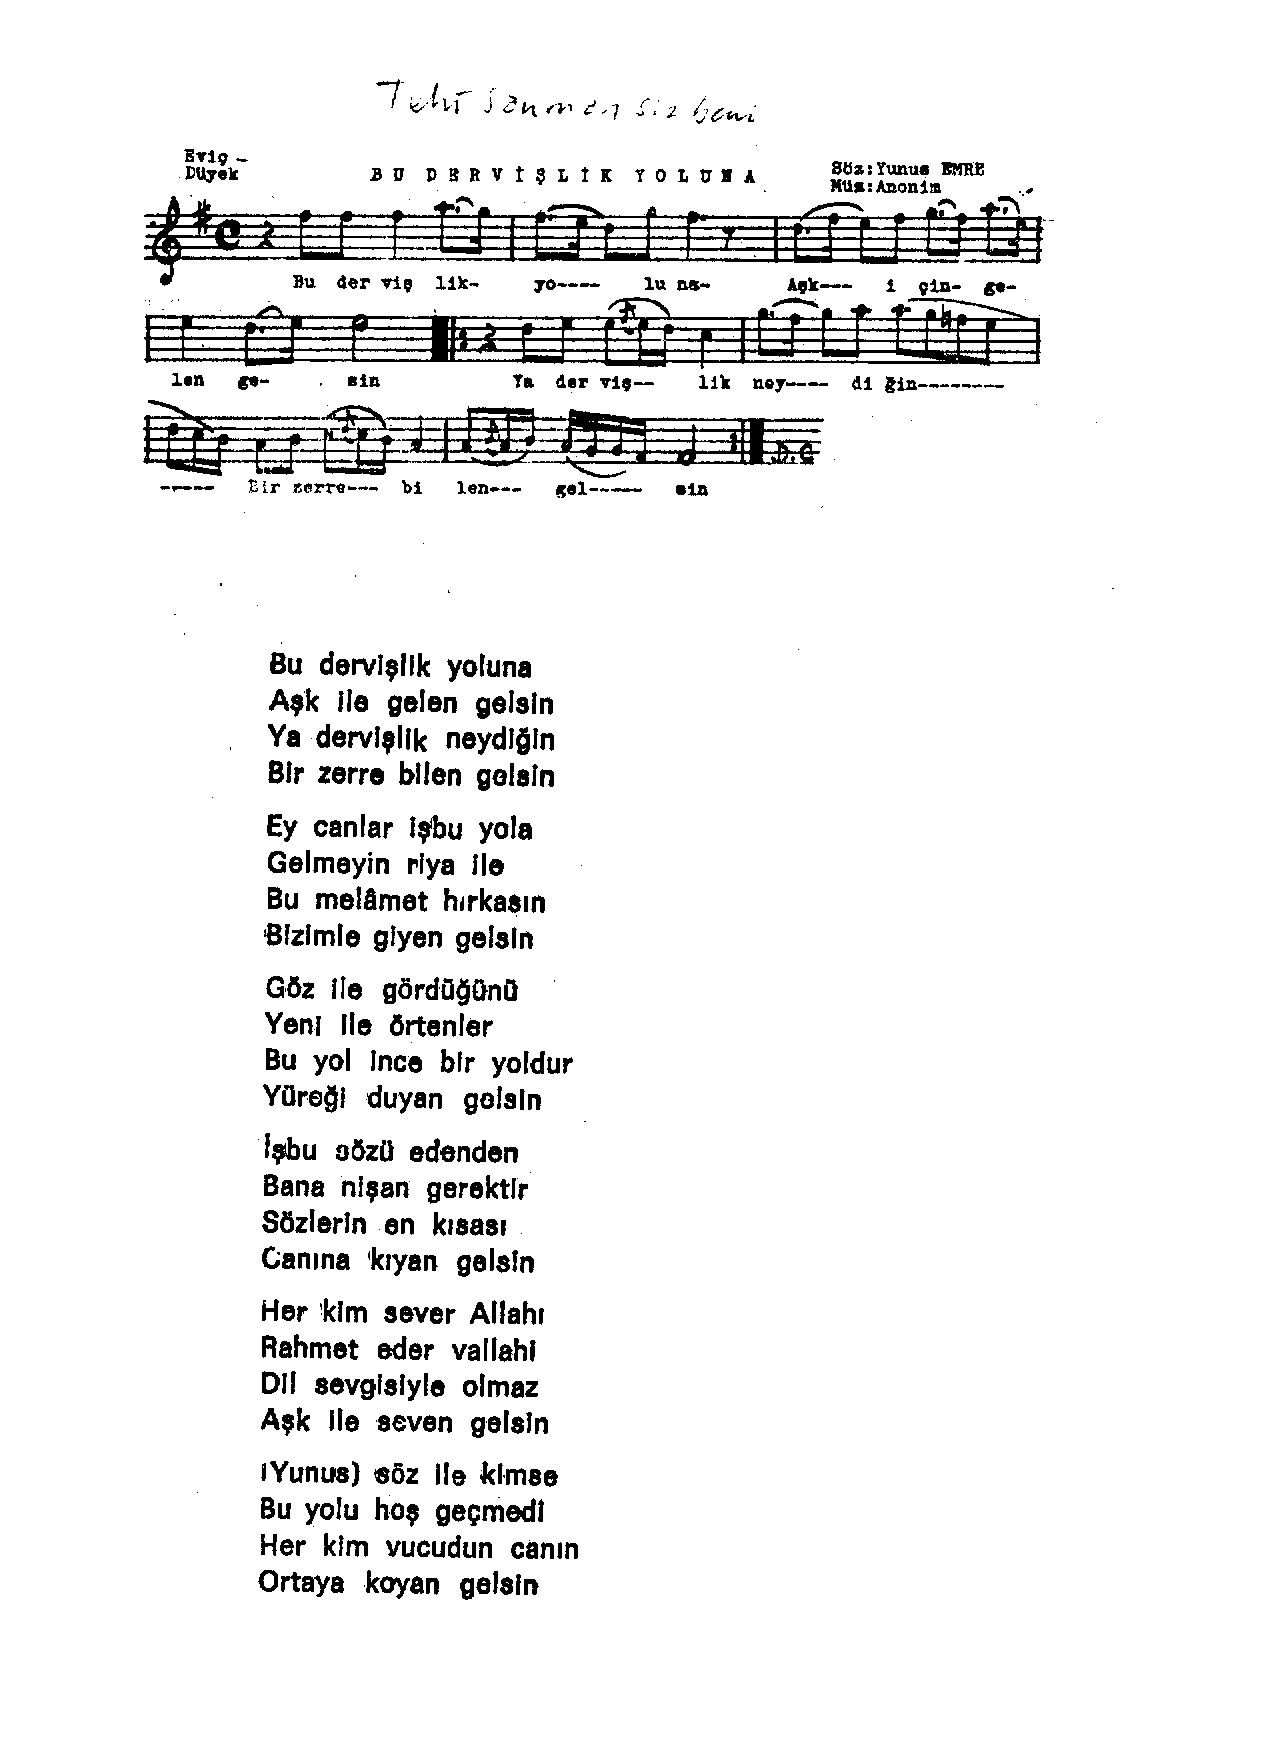 Tehi sanman siz beni
Eviç -
Düyek
BU DERVİŞLİK YOLUNA
Söz: Yunus EMRE
Müz: Anonim
Bu der viş lik- yo---- lu na- Aşk--- i çin- ge-
len ge- sin Ya der viş-- lik ney---- di ğin--------
----- Bir zerre--- bi len--- gel----- sin
D.C
Bu dervişlik yoluna
Aşk ile gelen gelsin
Ya dervişlik neydiğin
Bir zerre bilen gelsin
Ey canlar işbu yola
Gelmeyin riya ile
Bu melâmet hırkasın
Bizimle giyen gelsin
Göz ile gördüğünü
Yeni ile örtenler
Bu yol ince bir yoldur
Yüreği duyan gelsin
İşbu sözü edenden
Bana nişan gerektir
Sözlerin en kısası
Canına kıyan gelsin
Her kim sever Allahı
Rahmet eder vallahi
Dil sevgisiyle olmaz
Aşk ile seven gelsin
(Yunus) söz ile kimse
Bu yolu hoş geçmedi
Her kim vucudun canın
Ortaya koyan gelsin